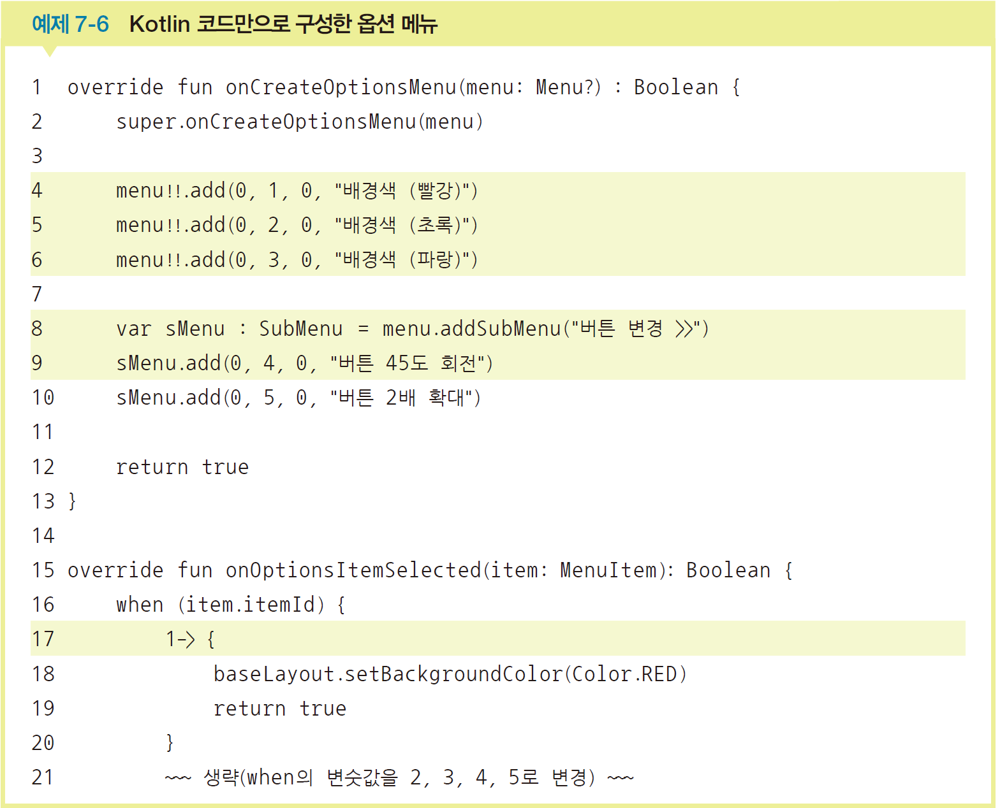 예제 7-6 Kotlin 코드만으로 구성한 옵션 메뉴
1 override fun onCreateOptionsMenu(menu: Menu?) : Boolean {
2     super.onCreateOptionsMenu(menu)
3
4     menu!!.add(0, 1, 0, "배경색 (빨강)")
5     menu!!.add(0, 2, 0, "배경색 (초록)")
6     menu!!.add(0, 3, 0, "배경색 (파랑)")
7
8     var sMenu : SubMenu = menu.addSubMenu("버튼 변경 >>")
9     sMenu.add(0, 4, 0, "버튼 45도 회전")
10     sMenu.add(0, 5, 0, "버튼 2배 확대")
11
12     return true
13 }
14
15 override fun onOptionsItemSelected(item: MenuItem): Boolean {
16     when (item.itemId) {
17         1-> {
18             baseLayout.setBackgroundColor(Color.RED)
19             return true
20         }
21         ~~~ 생략(when의 변숫값을 2, 3, 4, 5로 변경) ~~~